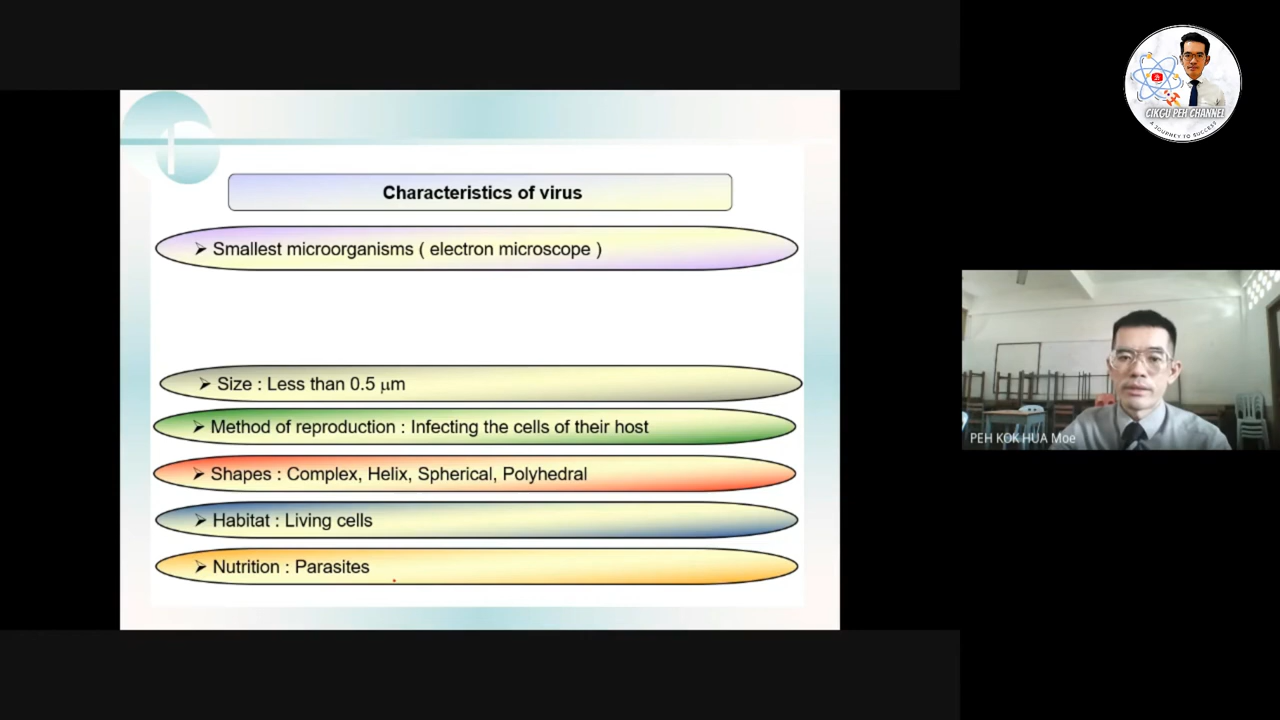 CIKGU PEH CHANNEL
A JOURNEY TO SUCCESS
Characteristics of virus
➢ Smallest microorganisms ( electron microscope )
➢ Size : Less than 0.5 μm
➢ Method of reproduction : Infecting the cells of their host
➢ Shapes : Complex, Helix, Spherical, Polyhedral
➢ Habitat : Living cells
➢ Nutrition : Parasites
PEH KOK HUA Moe